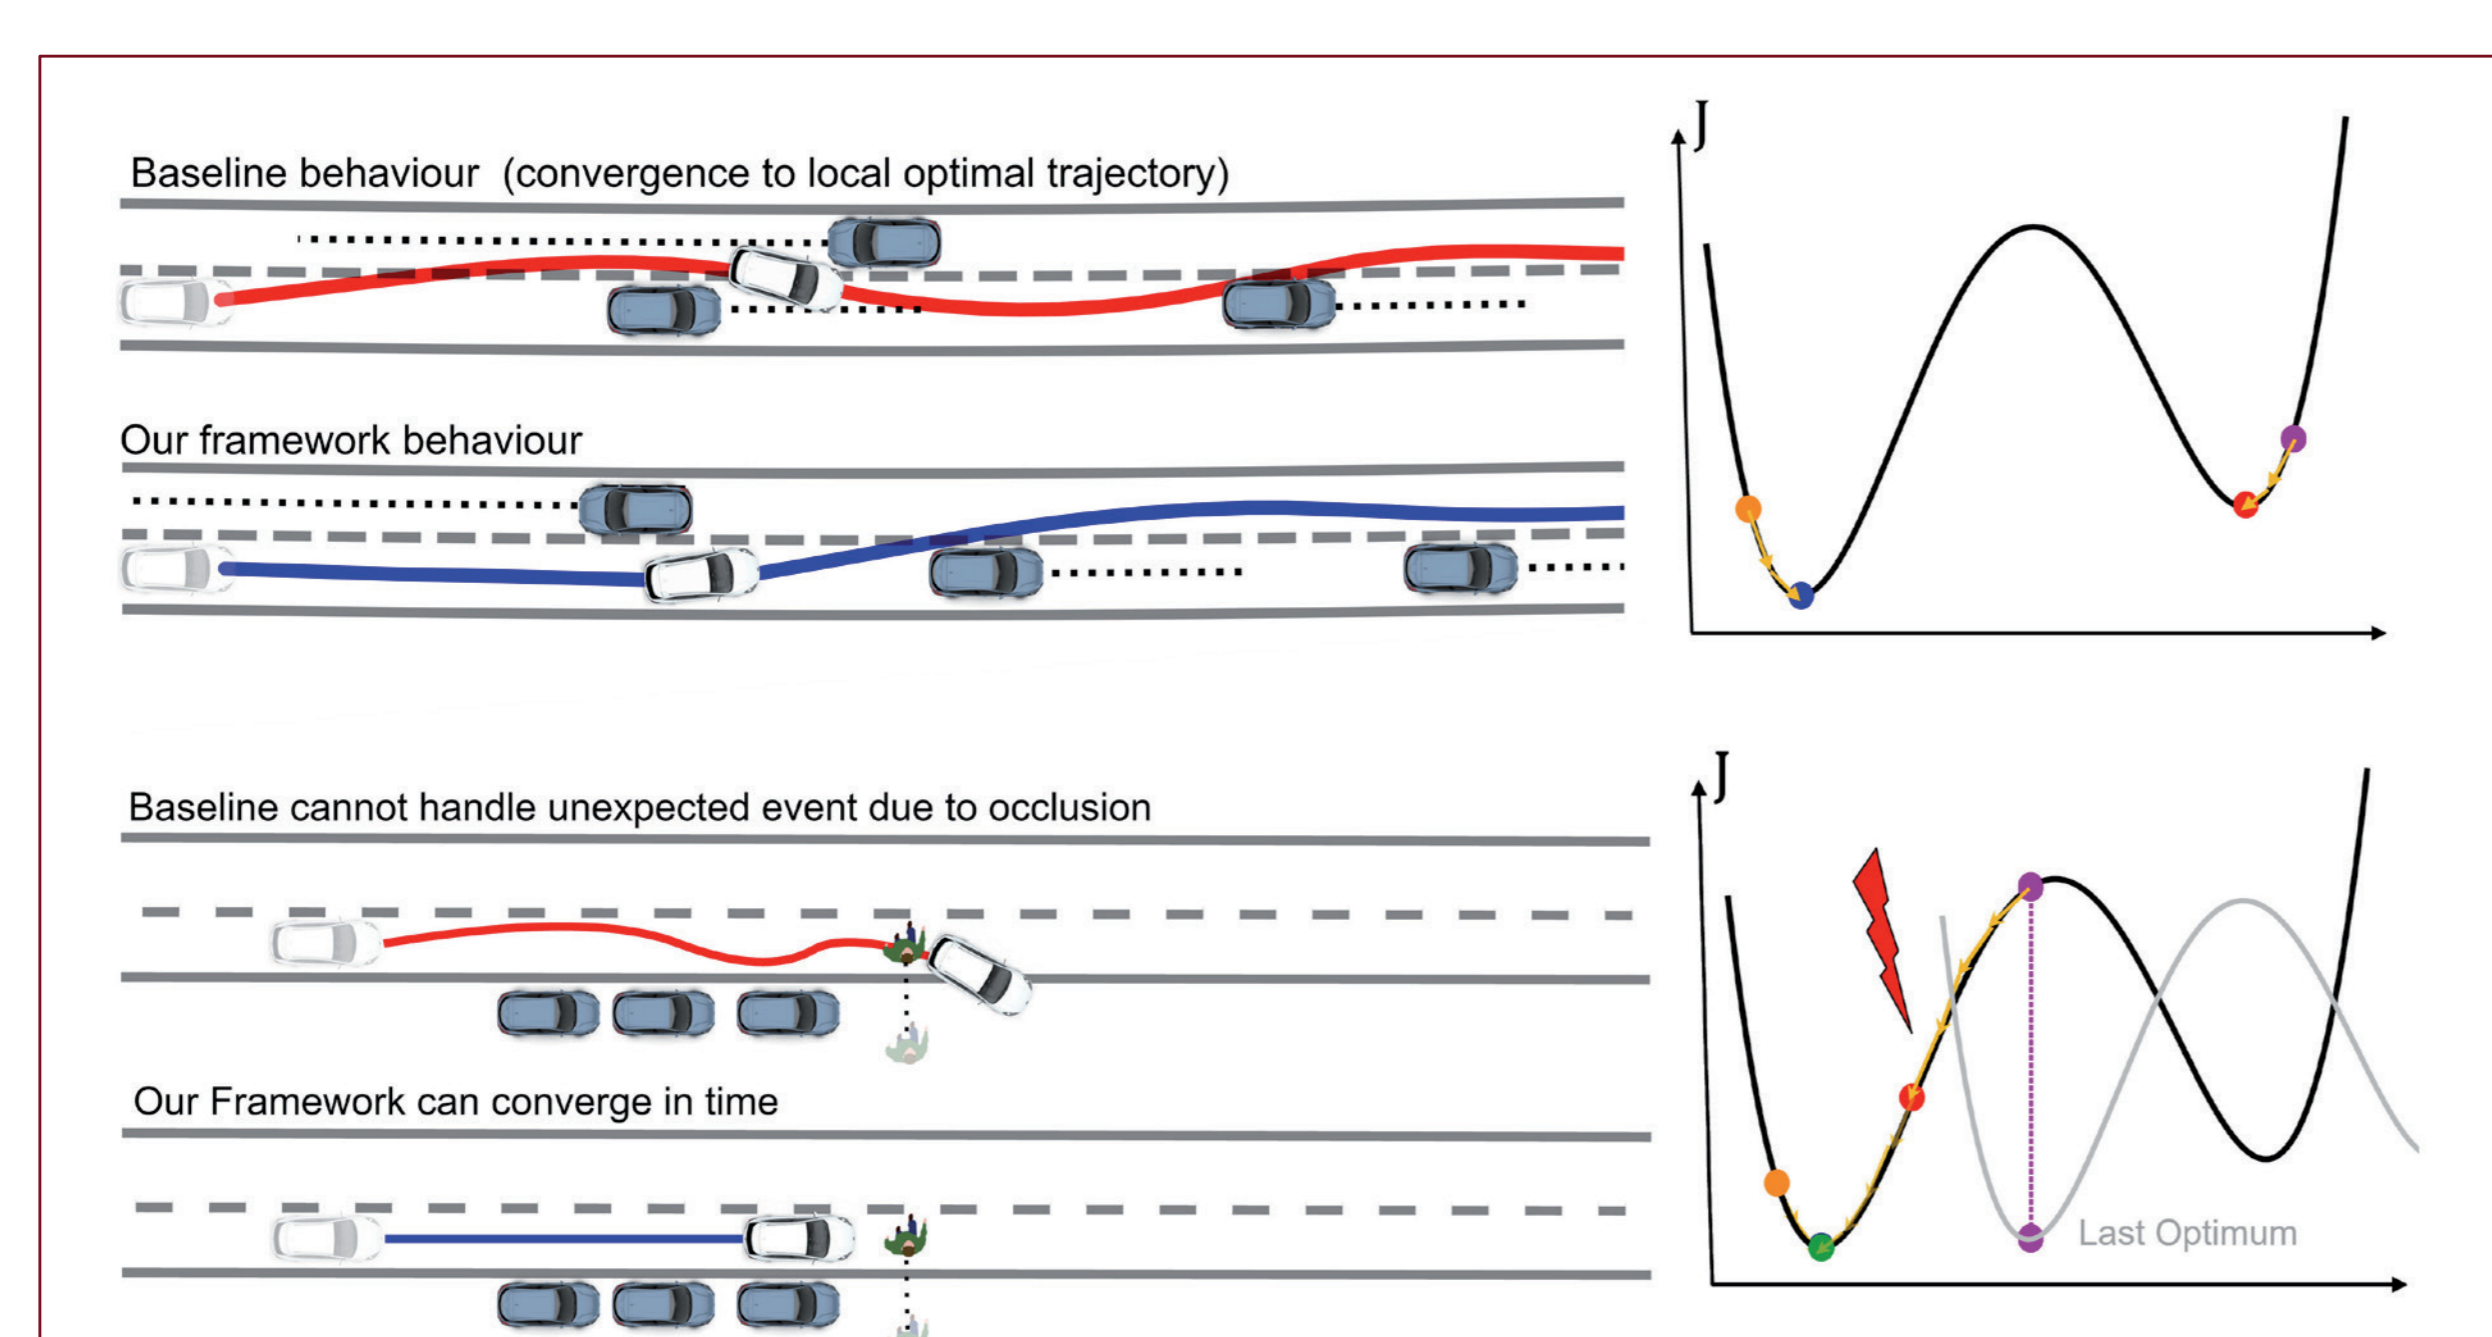 Baseline behaviour (convergence to local optimal trajectory)
J
Our framework behaviour
Baseline cannot handle unexpected event due to occlusion
J
Our Framework can converge in time
Last Optimum